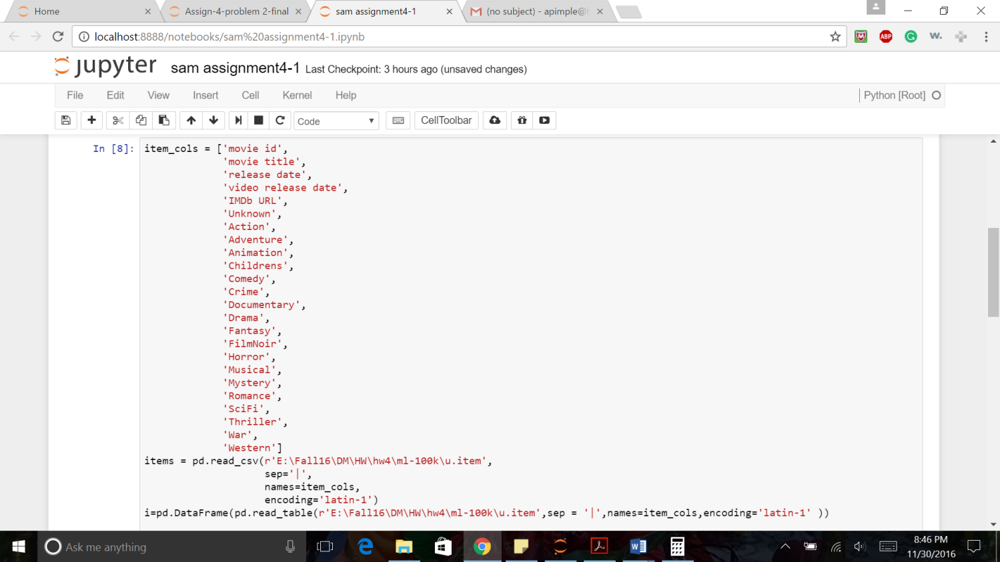 Home
Assign-4-problem 2-final
sam assignment4-1
(no subject) - apimple@
localhost:8888/notebooks/sam%20assignment4-1.ipynb
ABP
G
w.
jupyter
sam assignment4-1 Last Checkpoint: 3 hours ago (unsaved changes)
File Edit View Insert Cell Kernel Help
Python [Root]
Code
CellToolbar
In [8]: item_cols = ['movie id',
'movie title',
'release date',
'video release date',
'IMDb URL',
'Unknown',
'Action',
'Adventure',
'Animation',
'Childrens',
'Comedy',
'Crime',
'Documentary',
'Drama',
'Fantasy',
'FilmNoir',
'Horror',
'Musical',
'Mystery',
'Romance',
'SciFi',
'Thriller',
'War',
'Western']
items = pd.read_csv(r'E:\Fall16\DM\HW\hw4\ml-100k\u.item',
sep='|',
names=item_cols,
encoding='latin-1')
i=pd.DataFrame(pd.read_table(r'E:\Fall16\DM\HW\hw4\ml-100k\u.item',sep = '|',names=item_cols,encoding='latin-1' ))
Ask me anything
8:46 PM
11/30/2016